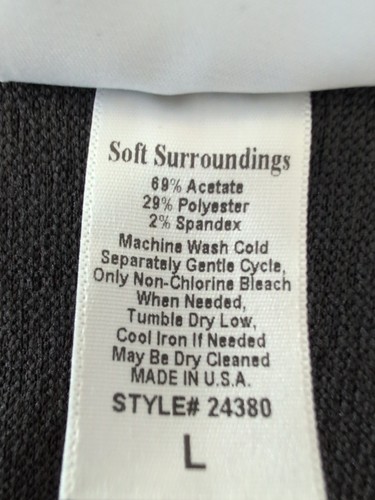 Soft Surroundings
69% Acetate
29% Polyester
2% Spandex
Machine Wash Cold
Separately Gentle Cycle,
Only Non-Chlorine Bleach
When Needed,
Tumble Dry Low,
Cool Iron If Needed
May Be Dry Cleaned
MADE IN U.S.A.
STYLE# 24380
L